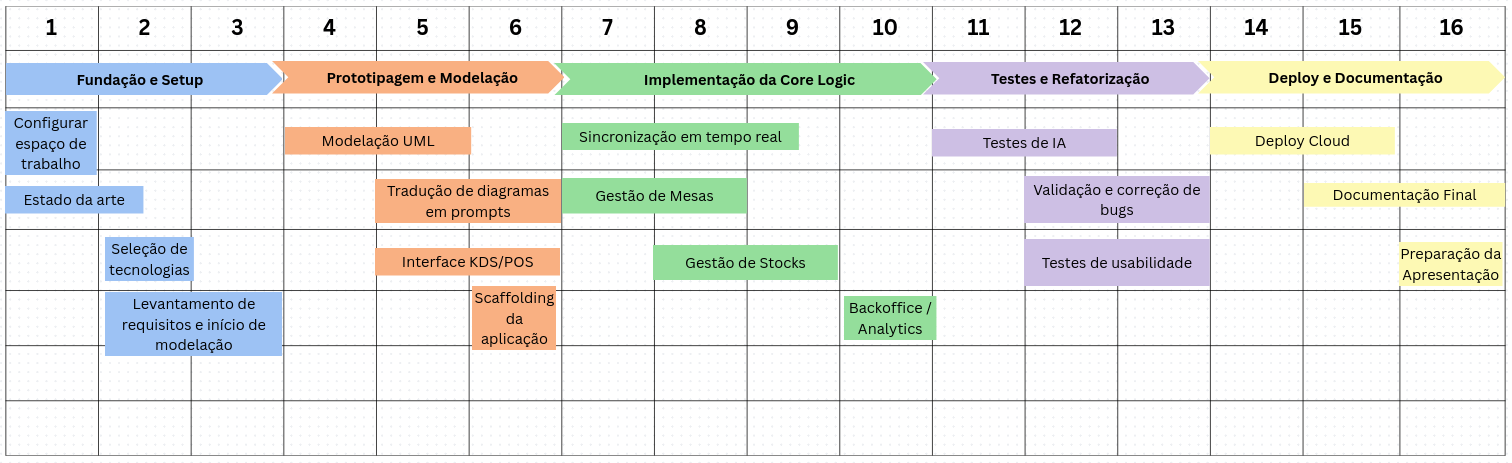 1 2 3 4 5 6 7 8 9 10 11 12 13 14 15 16
Fundação e Setup
Prototipagem e Modelação
Implementação da Core Logic
Testes e Refatorização
Deploy e Documentação
Configurar
espaço de
trabalho
Modelação UML
Sincronização em tempo real
Testes de IA
Deploy Cloud
Estado da arte
Tradução de diagramas
em prompts
Gestão de Mesas
Validação e correção de
bugs
Documentação Final
Seleção de
tecnologias
Interface KDS/POS
Gestão de Stocks
Testes de usabilidade
Preparação da
Apresentação
Levantamento de
requisitos e início de
modelação
Scaffolding
da
aplicação
Backoffice /
Analytics